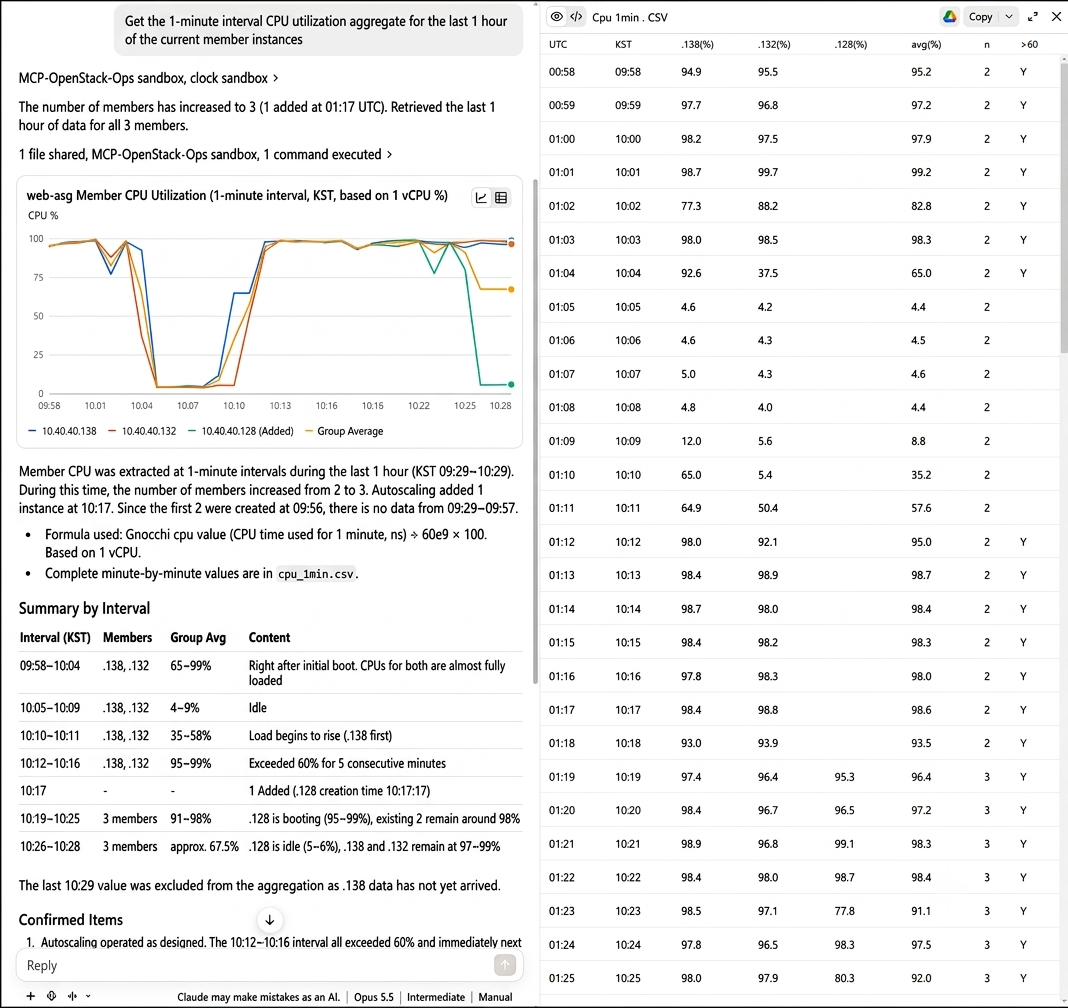 Get the 1-minute interval CPU utilization aggregate for the last 1 hour
of the current member instances
MCP-OpenStack-Ops sandbox, clock sandbox >
The number of members has increased to 3 (1 added at 01:17 UTC). Retrieved the last 1
hour of data for all 3 members.
1 file shared, MCP-OpenStack-Ops sandbox, 1 command executed >
web-asg Member CPU Utilization (1-minute interval, KST, based on 1 vCPU %)
CPU %
100
75
50
25
0
09:58 10.01 10.04 10.07 10.10 10.13 10.16 10.16 10.22 10.25 10.28
10.40.40.138 10.40.40.132 10.40.40.128 (Added) Group Average
Member CPU was extracted at 1-minute intervals during the last 1 hour (KST 09:29~10:29).
During this time, the number of members increased from 2 to 3. Autoscaling added 1
instance at 10:17. Since the first 2 were created at 09:56, there is no data from 09:29~09:57.
• Formula used: Gnocchi cpu value (CPU time used for 1 minute, ns) ÷ 60e9 × 100.
Based on 1 vCPU.
• Complete minute-by-minute values are in cpu_1min.csv.
Summary by Interval
Interval (KST) Members Group Avg Content
09:58~10:04 .138, .132 65~99% Right after initial boot. CPUs for both are almost fully
loaded
10.05~10:09 .138, .132 4~9% Idle
10:10~10:11 .138, .132 35~58% Load begins to rise (.138 first)
10:12~10:16 .138, .132 95~99% Exceeded 60% for 5 consecutive minutes
10:17 - - 1 Added (.128 creation time 10:17:17)
10:19~10:25 3 members 91~98% .128 is booting (95~99%), existing 2 remain around 98%
10:26~10:28 3 members approx. 67.5% .128 is idle (5~6%), .138 and .132 remain at 97~99%
The last 10:29 value was excluded from the aggregation as .138 data has not yet arrived.
Confirmed Items
1. Autoscaling operated as designed. The 10:12~10:16 interval all exceeded 60% and immediately next
Reply
Claude may make mistakes as an AI. | Opus 5.5 | Intermediate | Manual
Cpu 1min . CSV
Copy
UTC KST .138(%) .132(%) .128(%) avg(%) n >60
00:58 09:58 94.9 95.5 95.2 2 Y
00:59 09:59 97.7 96.8 97.2 2 Y
01:00 10:00 98.2 97.5 97.9 2 Y
01:01 10:01 98.7 99.7 99.2 2 Y
01:02 10:02 77.3 88.2 82.8 2 Y
01:03 10:03 98.0 98.5 98.3 2 Y
01:04 10:04 92.6 37.5 65.0 2 Y
01:05 10:05 4.6 4.2 4.4 2
01:06 10:06 4.6 4.3 4.5 2
01:07 10:07 5.0 4.3 4.6 2
01:08 10:08 4.8 4.0 4.4 2
01:09 10:09 12.0 5.6 8.8 2
01:10 10:10 65.0 5.4 35.2 2
01:11 10:11 64.9 50.4 57.6 2
01:12 10:12 98.0 92.1 95.0 2 Y
01:13 10:13 98.4 98.9 98.7 2 Y
01:14 10:14 98.7 98.0 98.4 2 Y
01:15 10:15 98.4 98.2 98.3 2 Y
01:16 10:16 97.8 98.3 98.0 2 Y
01:17 10:17 98.4 98.8 98.6 2 Y
01:18 10:18 93.0 93.9 93.5 2 Y
01:19 10:19 97.4 96.4 95.3 96.4 3 Y
01:20 10:20 98.4 96.7 96.5 97.2 3 Y
01:21 10:21 98.9 96.8 99.1 98.3 3 Y
01:22 10:22 98.4 98.0 98.7 98.4 3 Y
01:23 10:23 98.5 97.1 77.8 91.1 3 Y
01:24 10:24 97.8 96.5 98.3 97.5 3 Y
01:25 10:25 98.0 97.9 80.3 92.0 3 Y